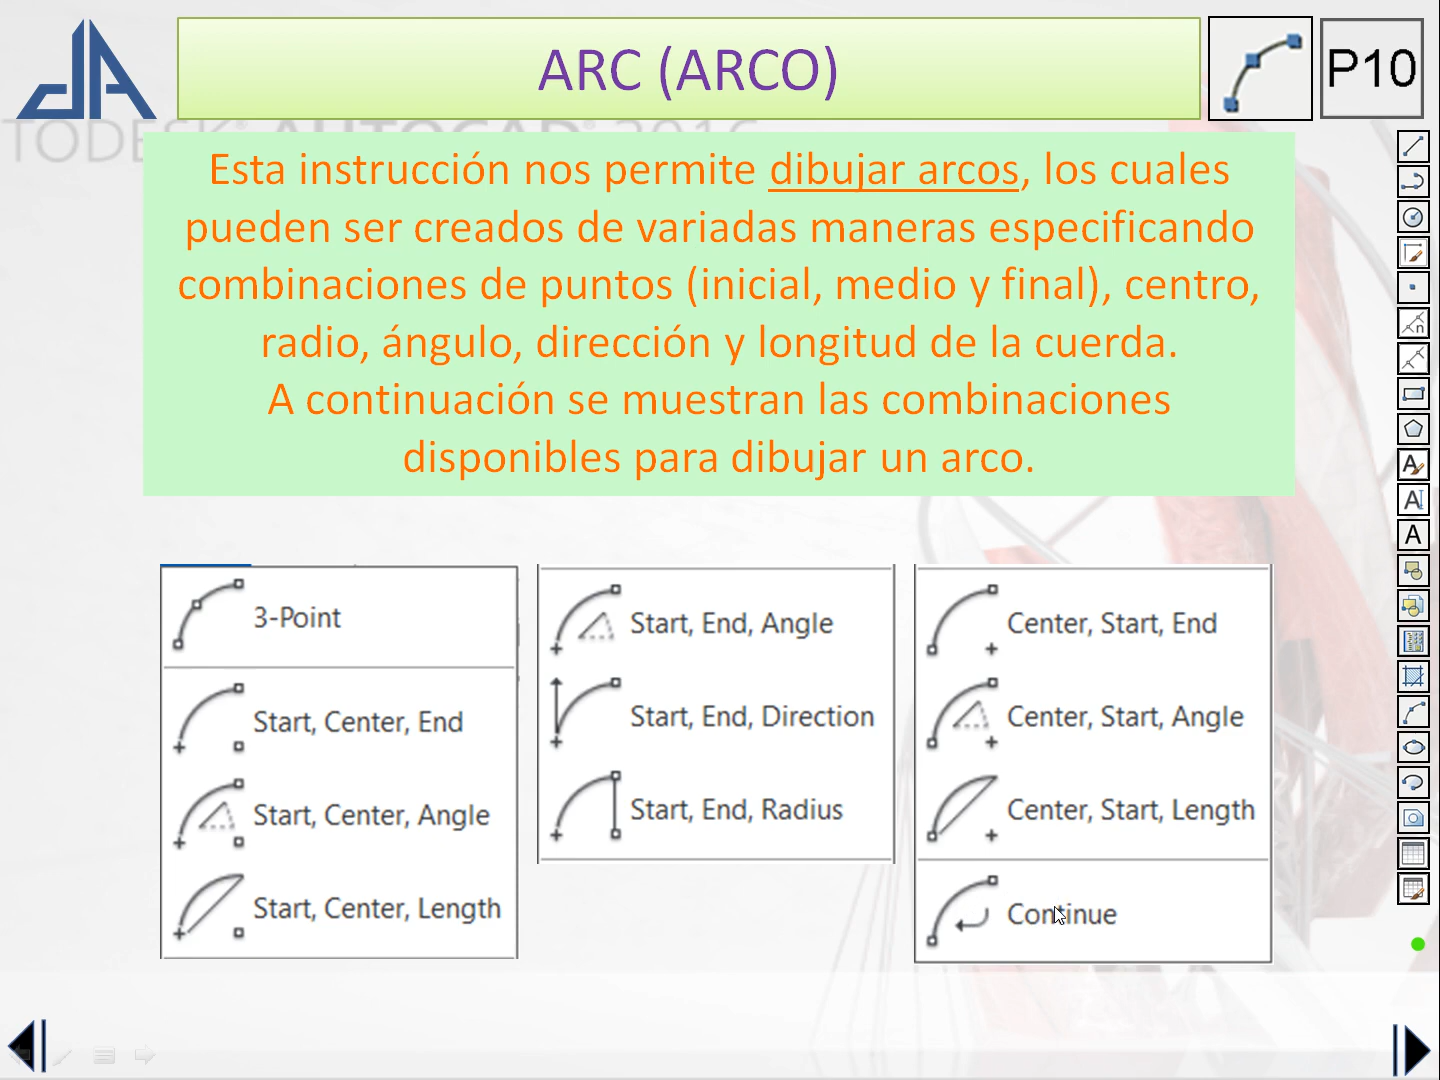 ARC (ARCO)
P10
TODESK® AUTOCAD® 2016
Esta instrucción nos permite dibujar arcos, los cuales
pueden ser creados de variadas maneras especificando
combinaciones de puntos (inicial, medio y final), centro,
radio, ángulo, dirección y longitud de la cuerda.
A continuación se muestran las combinaciones
disponibles para dibujar un arco.
3-Point
Start, Center, End
Start, Center, Angle
Start, Center, Length
Start, End, Angle
Start, End, Direction
Start, End, Radius
Center, Start, End
Center, Start, Angle
Center, Start, Length
Continue
n
A
A
A